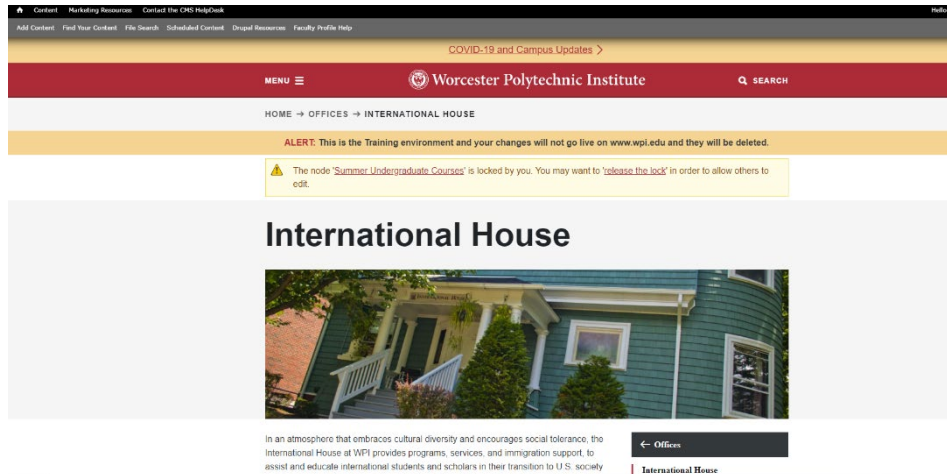 Content Marketing Resources Contact the CMS HelpDesk Hello
Add Content Find Your Content File Search Scheduled Content Drupal Resources Faculty Profile Help
COVID-19 and Campus Updates
MENU Worcester Polytechnic Institute SEARCH
HOME → OFFICES → INTERNATIONAL HOUSE
ALERT: This is the Training environment and your changes will not go live on www.wpi.edu and they will be deleted.
The node 'Summer Undergraduate Courses' is locked by you. You may want to 'release the lock' in order to allow others to
edit.
International House
INTERNATIONAL HOUSE
In an atmosphere that embraces cultural diversity and encourages social tolerance, the
International House at WPI provides programs, services, and immigration support, to
assist and educate international students and scholars in their transition to U.S. society
← Offices
International House